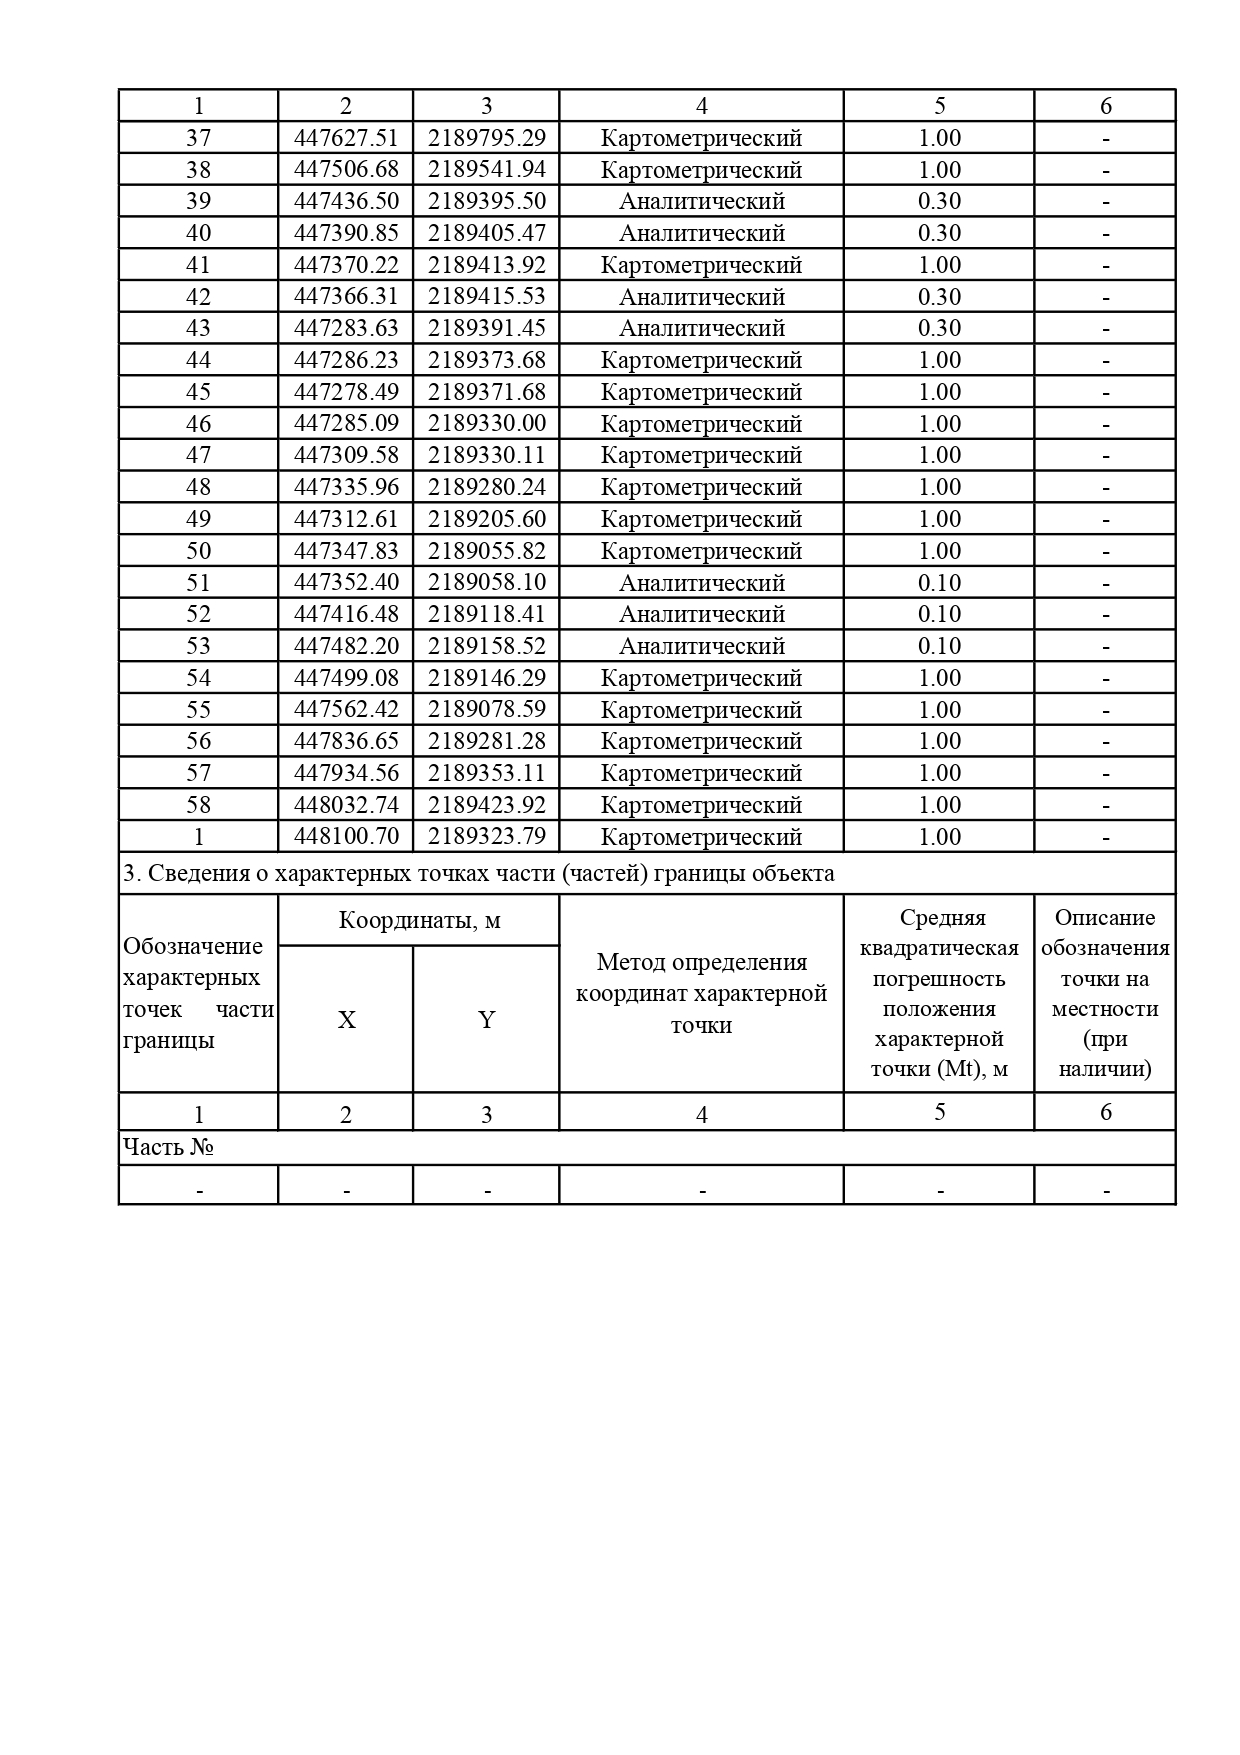 1 2 3 4 5 6
37 447627.51 2189795.29 Картометрический 1.00 -
38 447506.68 2189541.94 Картометрический 1.00 -
39 447436.50 2189395.50 Аналитический 0.30 -
40 447390.85 2189405.47 Аналитический 0.30 -
41 447370.22 2189413.92 Картометрический 1.00 -
42 447366.31 2189415.53 Аналитический 0.30 -
43 447283.63 2189391.45 Аналитический 0.30 -
44 447286.23 2189373.68 Картометрический 1.00 -
45 447278.49 2189371.68 Картометрический 1.00 -
46 447285.09 2189330.00 Картометрический 1.00 -
47 447309.58 2189330.11 Картометрический 1.00 -
48 447335.96 2189280.24 Картометрический 1.00 -
49 447312.61 2189205.60 Картометрический 1.00 -
50 447347.83 2189055.82 Картометрический 1.00 -
51 447352.40 2189058.10 Аналитический 0.10 -
52 447416.48 2189118.41 Аналитический 0.10 -
53 447482.20 2189158.52 Аналитический 0.10 -
54 447499.08 2189146.29 Картометрический 1.00 -
55 447562.42 2189078.59 Картометрический 1.00 -
56 447836.65 2189281.28 Картометрический 1.00 -
57 447934.56 2189353.11 Картометрический 1.00 -
58 448032.74 2189423.92 Картометрический 1.00 -
1 448100.70 2189323.79 Картометрический 1.00 -
3. Сведения о характерных точках части (частей) границы объекта
Обозначение
характерных
точек части
границы
Координаты, м
X Y
Метод определения
координат характерной
точки
Средняя
квадратическая
погрешность
положения
характерной
точки (Mt), м
Описание
обозначения
точки на
местности
(при
наличии)
1 2 3 4 5 6
Часть №
- - - - - -